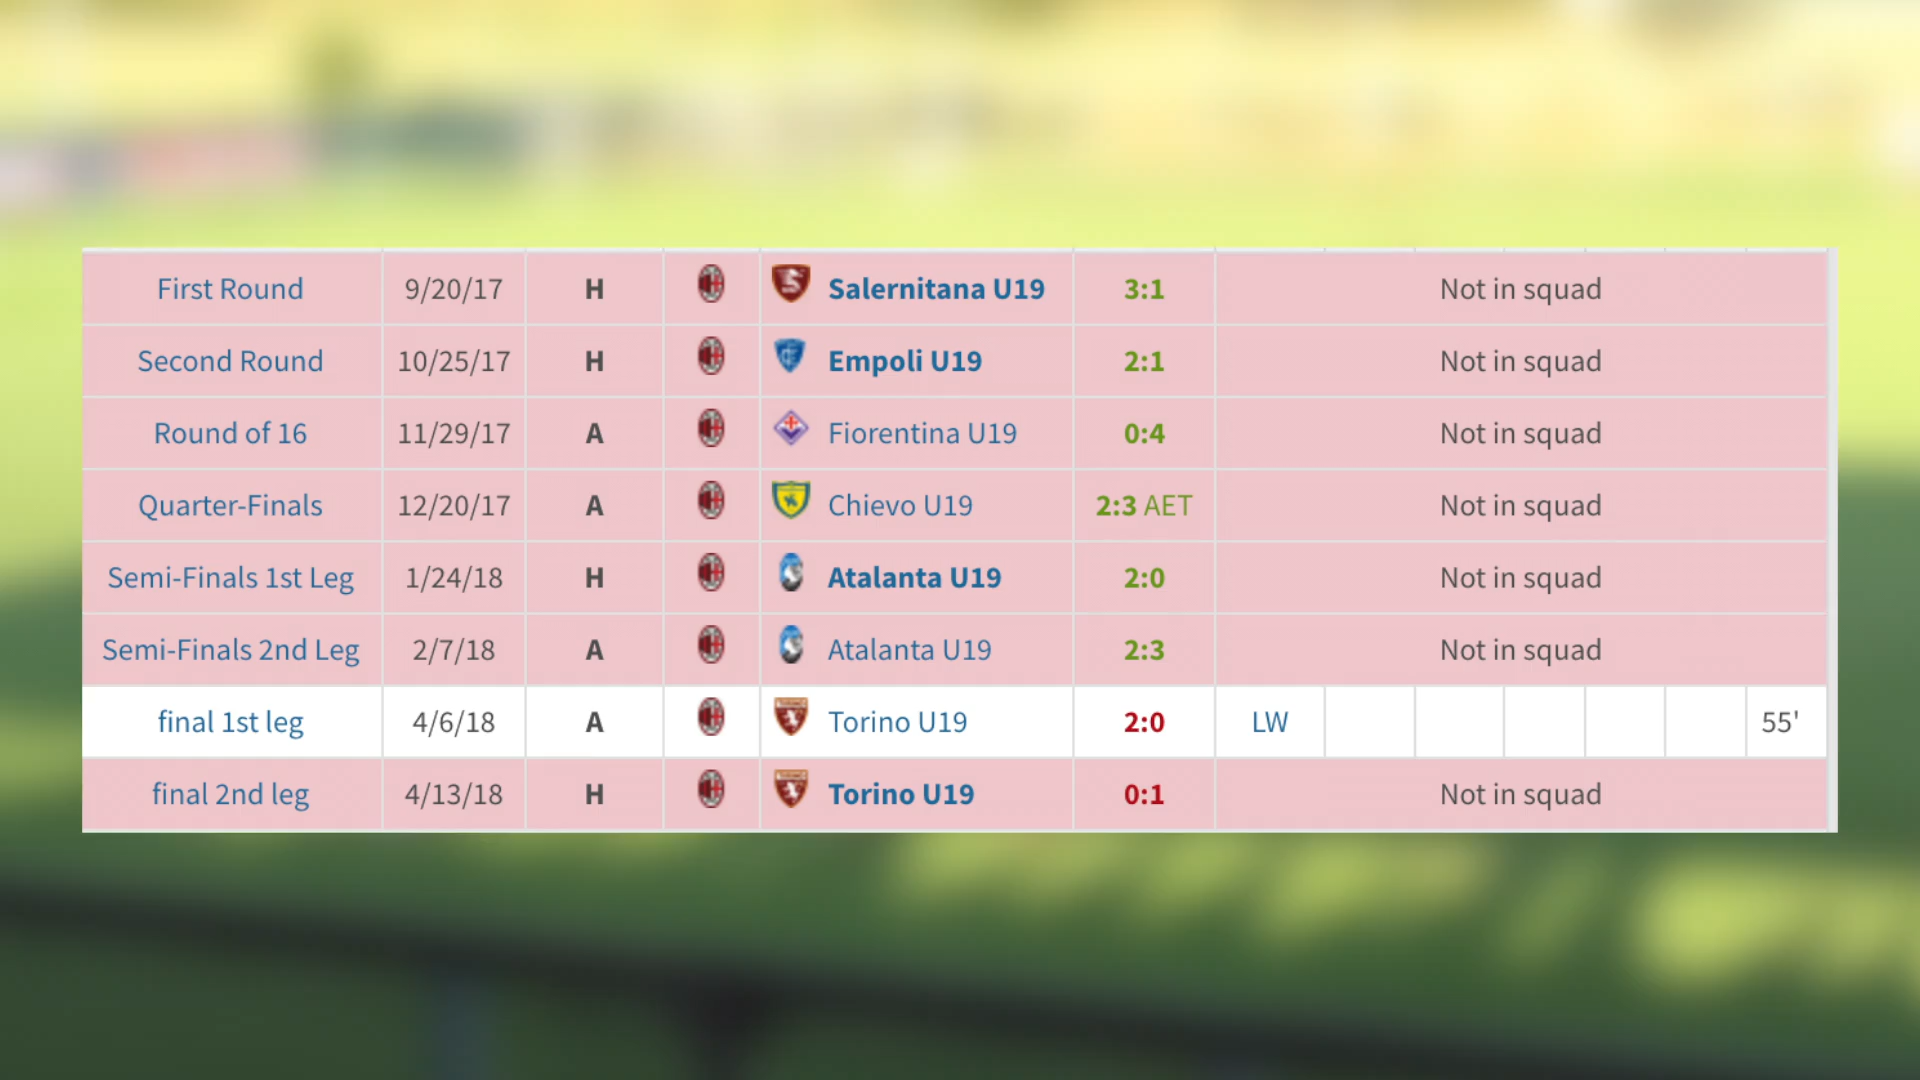 First Round 9/20/17 H Salernitana U19 3:1 Not in squad
Second Round 10/25/17 H Empoli U19 2:1 Not in squad
Round of 16 11/29/17 A Fiorentina U19 0:4 Not in squad
Quarter-Finals 12/20/17 A Chievo U19 2:3 AET Not in squad
Semi-Finals 1st Leg 1/24/18 H Atalanta U19 2:0 Not in squad
Semi-Finals 2nd Leg 2/7/18 A Atalanta U19 2:3 Not in squad
final 1st leg 4/6/18 A Torino U19 2:0 LW 55'
final 2nd leg 4/13/18 H Torino U19 0:1 Not in squad